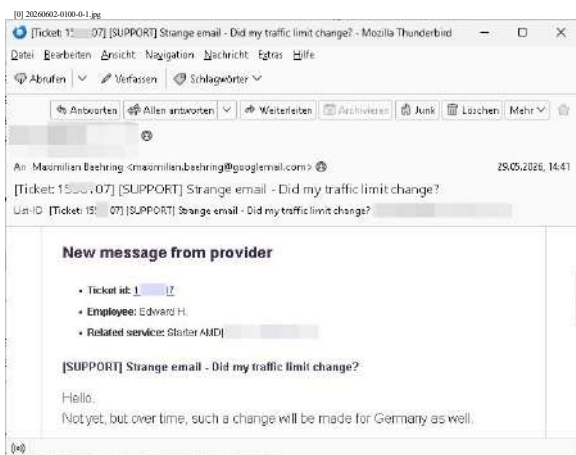 [0] 20260602-0100-0-1.jpg
[Ticket: 15 07] [SUPPORT] Strange email - Did my traffic limit change? - Mozilla Thunderbird
Datei Bearbeiten Ansicht Navigation Nachricht Extras Hilfe
Abrufen Verfassen Schlagwörter
Antworten Allen antworten Weiterleiten Archivieren Junk Löschen Mehr
An Maximilian Baehring <maximilian.baehring@googlemail.com> 29.05.2026, 14:41
[Ticket: 15 07] [SUPPORT] Strange email - Did my traffic limit change?
List-ID [Ticket: 15 07] [SUPPORT] Strange email - Did my traffic limit change?
New message from provider
• Ticket id: 1 7
• Employee: Edward H.
• Related service: Starter AMD
[SUPPORT] Strange email - Did my traffic limit change?
Hello.
Not yet, but over time, such a change will be made for Germany as well.